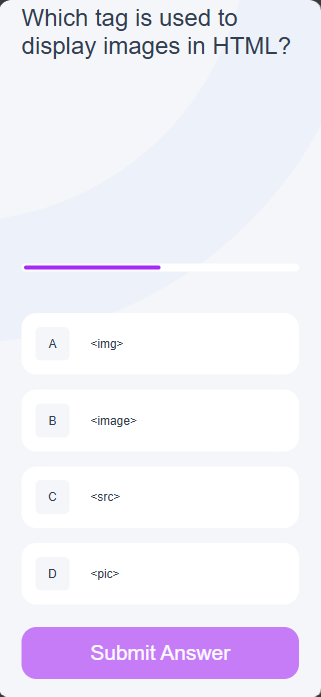 Which tag is used to
display images in HTML?
A <img>
B <image>
C <src>
D <pic>
Submit Answer